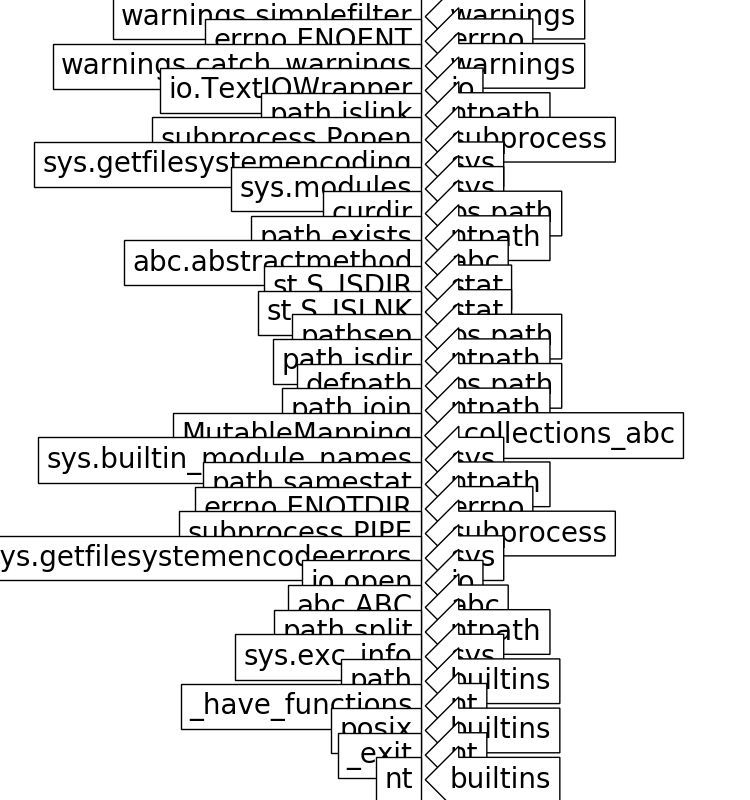 warnings.simplefilter warnings
errno.ENOENT errno
warnings.catch_warnings warnings
io.TextIOWrapper io
path.islink ntpath
subprocess.Popen subprocess
sys.getfilesystemencoding sys
sys.modules sys
curdir os.path
path.exists ntpath
abc.abstractmethod abc
st.S_ISDIR stat
st.S_ISLNK stat
pathsep os.path
path.isdir ntpath
defpath os.path
path.join ntpath
MutableMapping _collections_abc
sys.builtin_module_names sys
path.samestat ntpath
errno.ENOTDIR errno
subprocess.PIPE subprocess
ys.getfilesystemencodeerrors sys
io.open io
abc.ABC abc
path.split ntpath
sys.exc_info sys
path builtins
_have_functions nt
posix builtins
_exit nt
nt builtins